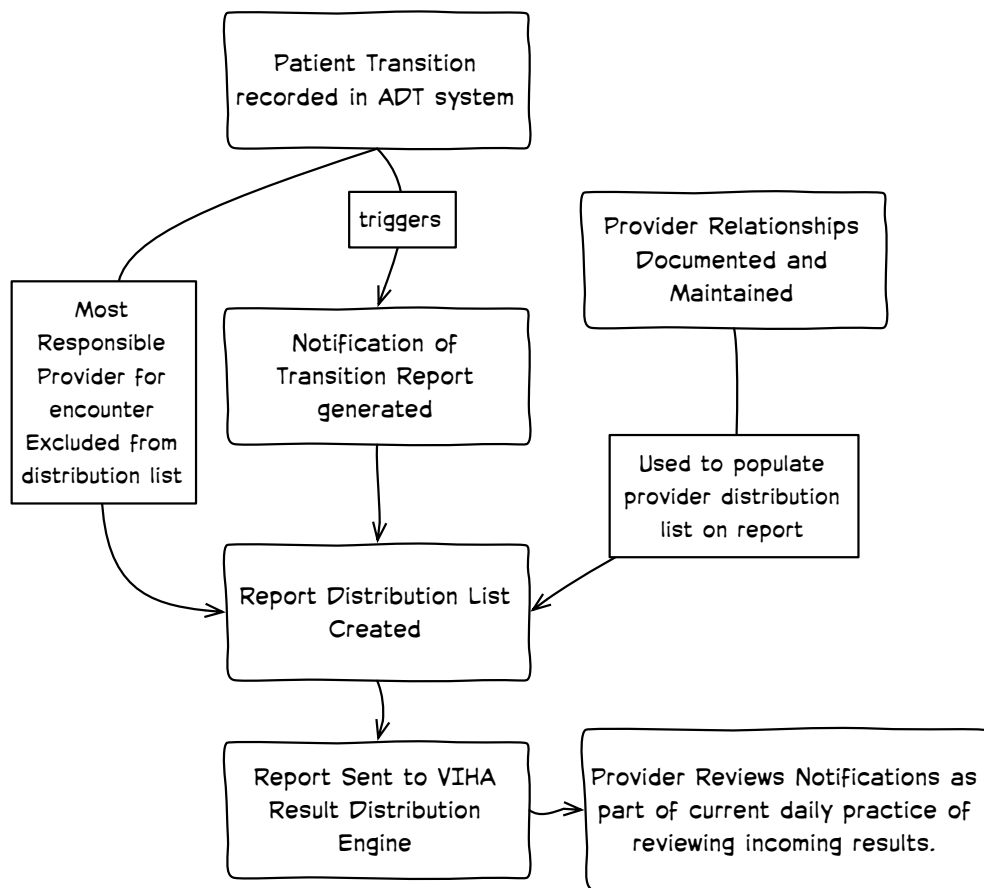 Patient Transition
recorded in ADT system
triggers
Provider Relationships
Documented and
Maintained
Most
Responsible
Provider for
encounter
Excluded from
distribution list
Notification of
Transition Report
generated
Used to populate
provider distribution
list on report
Report Distribution List
Created
Report Sent to VIHA
Result Distribution
Engine
Provider Reviews Notifications as
part of current daily practice of
reviewing incoming results.